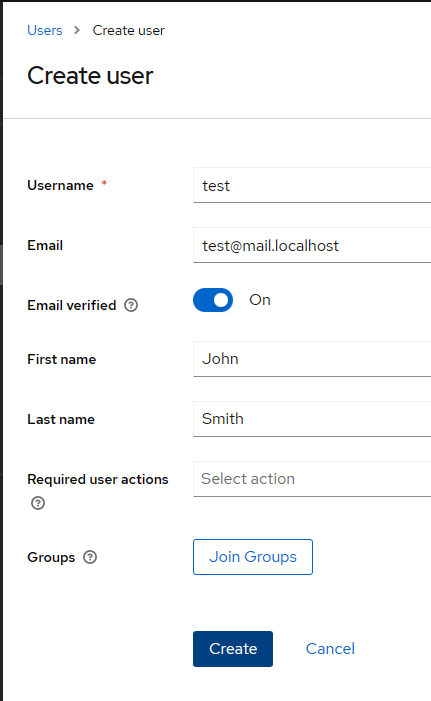 Users > Create user
Create user
Username *
test
Email
test@mail.localhost
Email verified
On
First name
John
Last name
Smith
Required user actions
Select action
Groups
Join Groups
Create
Cancel